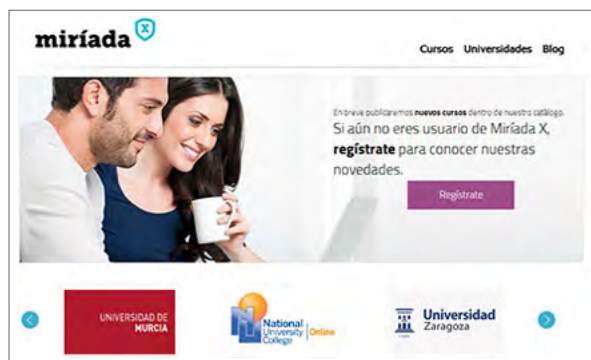 miríada X
Cursos Universidades Blog
En breve publicaremos nuevos cursos dentro de nuestro catálogo.
Si aún no eres usuario de Miríada X,
regístrate para conocer nuestras
novedades.
Regístrate
UNIVERSIDAD DE
MURCIA
National
University
College
Online
Universidad
Zaragoza